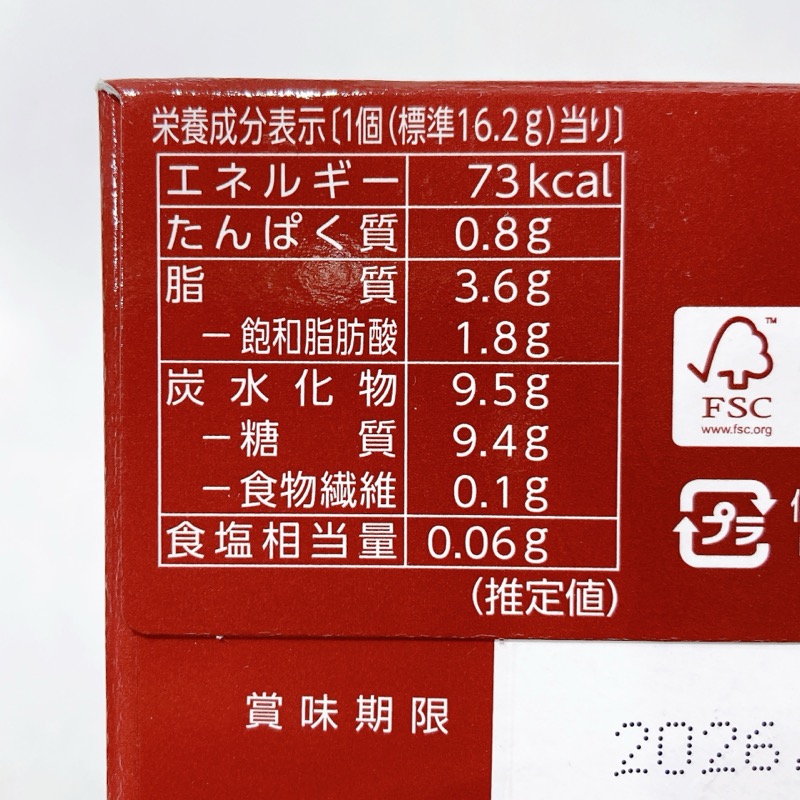 栄養成分表示〔1個(標準16.2g)当り〕
エネルギー 73kcal
たんぱく質 0.8g
脂質 3.6g
－飽和脂肪酸 1.8g
炭水化物 9.5g
－糖質 9.4g
－食物繊維 0.1g
食塩相当量 0.06g
(推定値)
FSC
™
www.fsc.org
プラ
賞味期限
2026